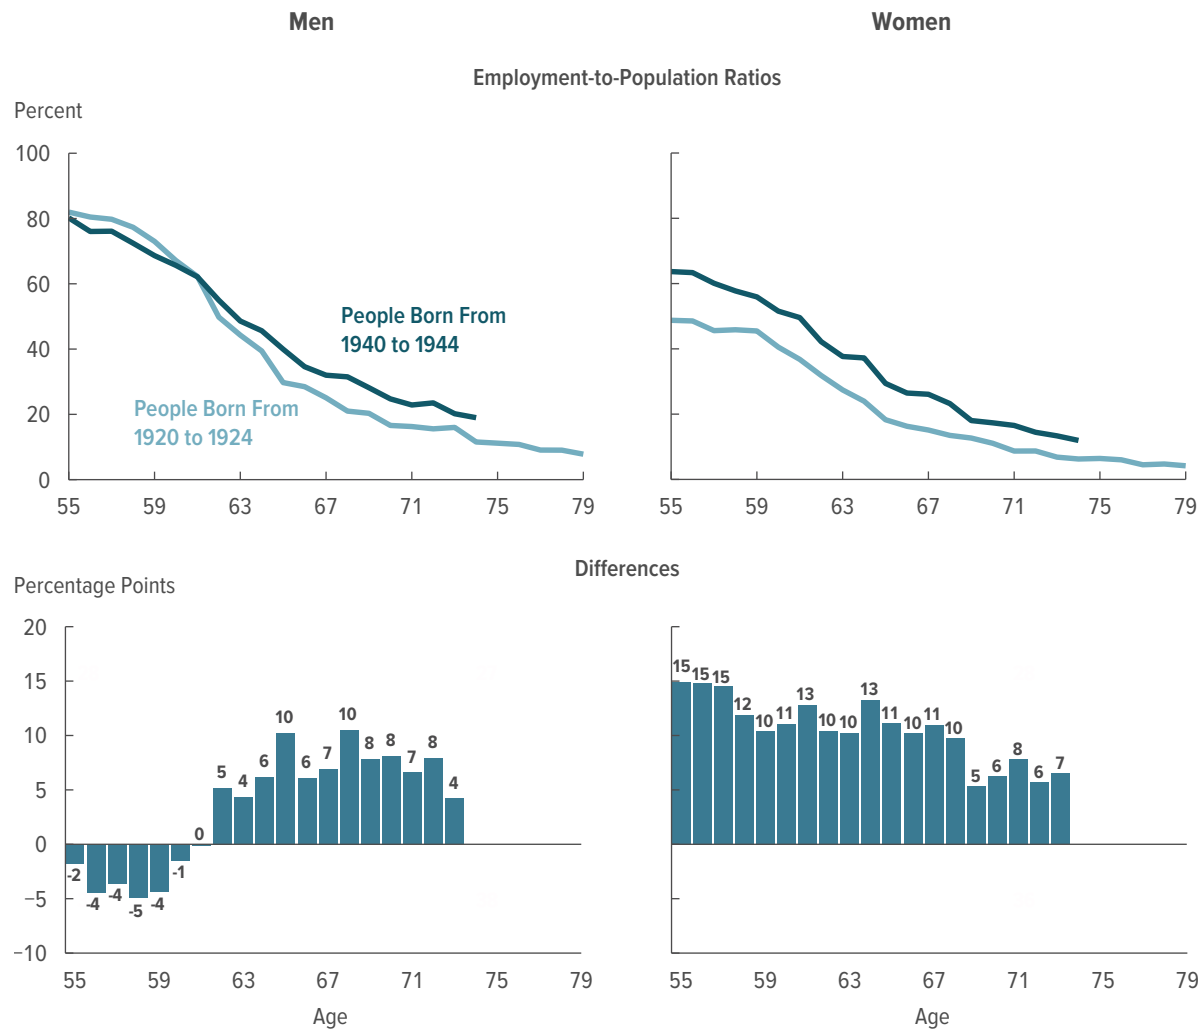 Men
Women
Employment-to-Population Ratios
Percent
100
80
60
40
20
0
People Born From
1940 to 1944
People Born From
1920 to 1924
55 59 63 67 71 75 79
55 59 63 67 71 75 79
Differences
Percentage Points
20
15
10
5
0
−5
−10
-2 -4 -4 -5 -4 -1 0 5 4 6 10 6 7 10 8 8 7 8 4
15 15 15 12 10 11 13 10 10 13 11 10 11 10 5 6 8 6 7
55 59 63 67 71 75 79
55 59 63 67 71 75 79
Age
Age